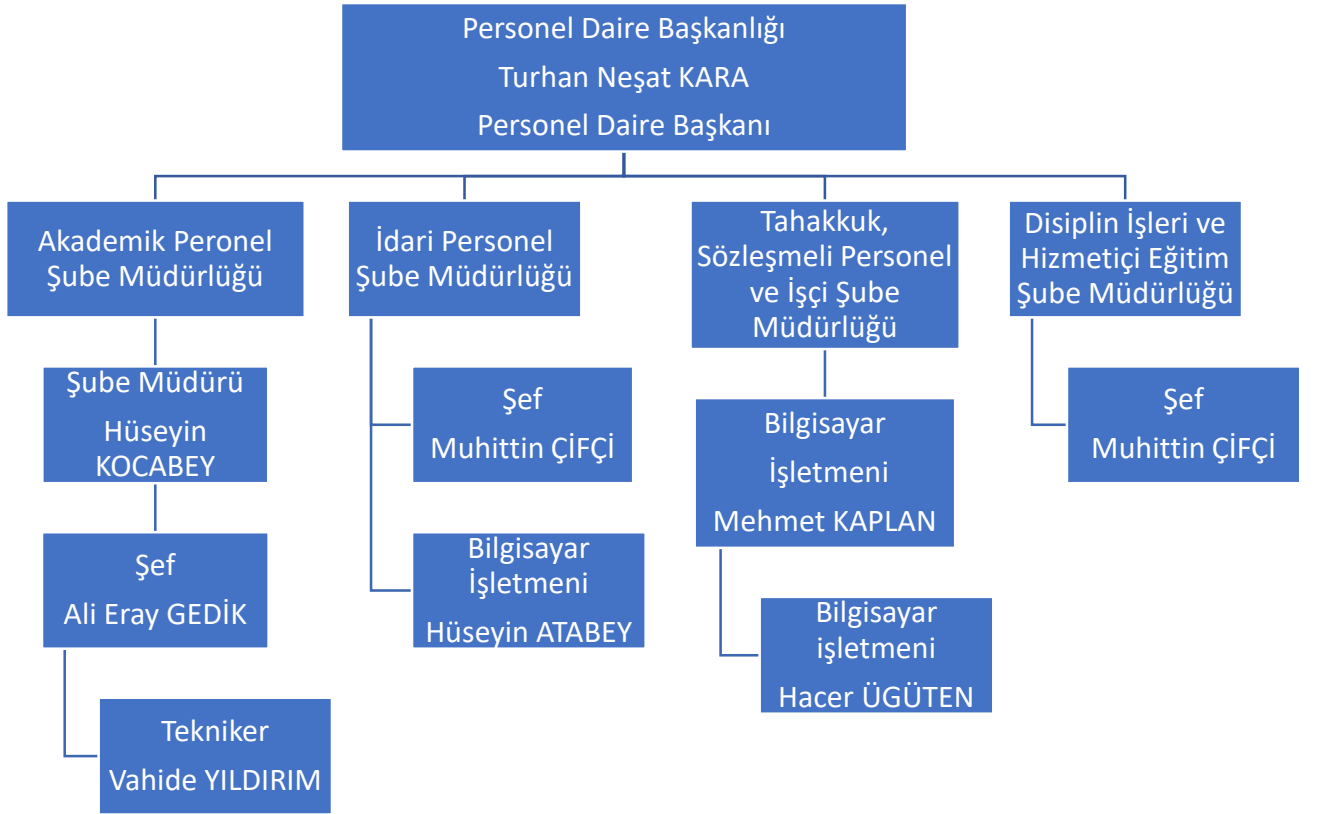 Personel Daire Başkanlığı
Turhan Neşat KARA
Personel Daire Başkanı
Akademik Peronel
Şube Müdürlüğü
Şube Müdürü
Hüseyin
KOCABEY
Şef
Ali Eray GEDİK
Tekniker
Vahide YILDIRIM
İdari Personel
Şube Müdürlüğü
Şef
Muhittin ÇİFÇİ
Bilgisayar
İşletmeni
Hüseyin ATABEY
Tahakkuk,
Sözleşmeli Personel
ve İşçi Şube
Müdürlüğü
Bilgisayar
İşletmeni
Mehmet KAPLAN
Bilgisayar
işletmeni
Hacer ÜGÜTEN
Disiplin İşleri ve
Hizmetiçi Eğitim
Şube Müdürlüğü
Şef
Muhittin ÇİFÇİ